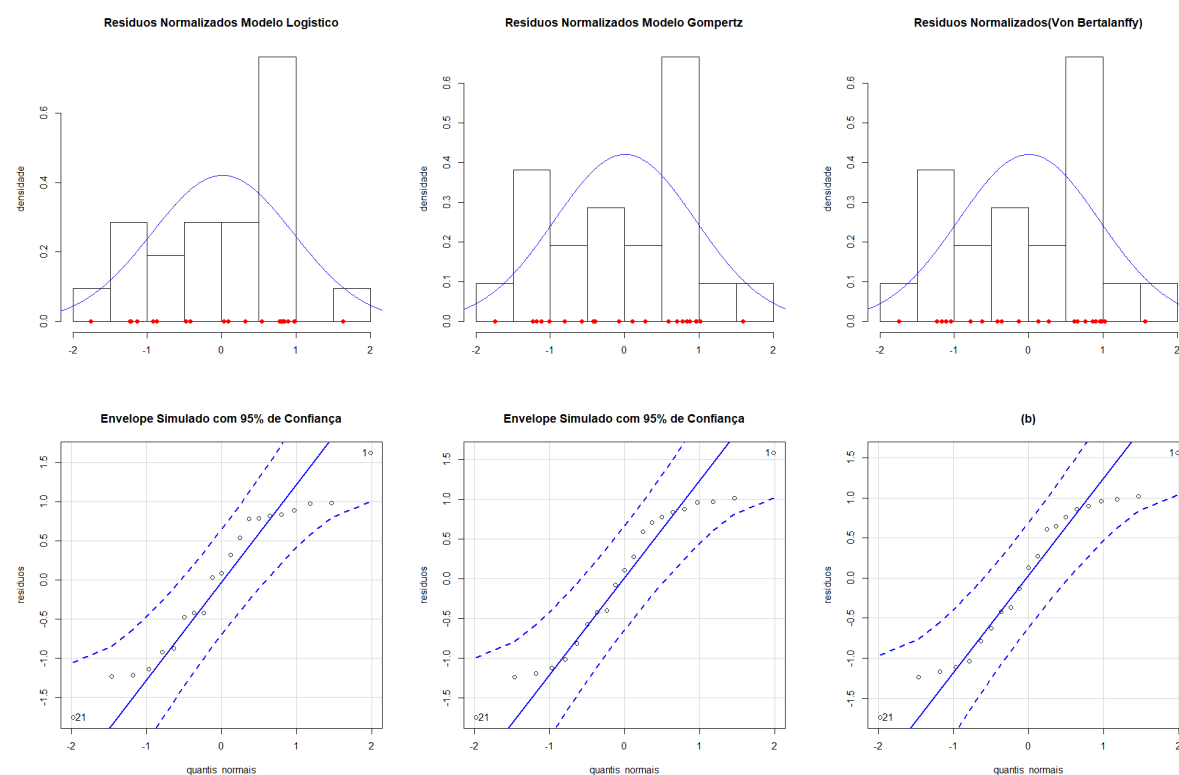 Resíduos Normalizados Modelo Logístico
densidade
0.0 0.2 0.4 0.6
-2 -1 0 1 2
Resíduos Normalizados Modelo Gompertz
densidade
0.0 0.1 0.2 0.3 0.4 0.5 0.6
-2 -1 0 1 2
Resíduos Normalizados(Von Bertalanffy)
densidade
0.0 0.1 0.2 0.3 0.4 0.5 0.6
-2 -1 0 1 2
Envelope Simulado com 95% de Confiança
resíduos
-1.5 -1.0 -0.5 0.0 0.5 1.0 1.5
1
21
-2 -1 0 1 2
quantis normais
Envelope Simulado com 95% de Confiança
resíduos
-1.5 -1.0 -0.5 0.0 0.5 1.0 1.5
1
21
-2 -1 0 1 2
quantis normais
(b)
resíduos
-1.5 -1.0 -0.5 0.0 0.5 1.0 1.5
1
21
-2 -1 0 1 2
quantis normais